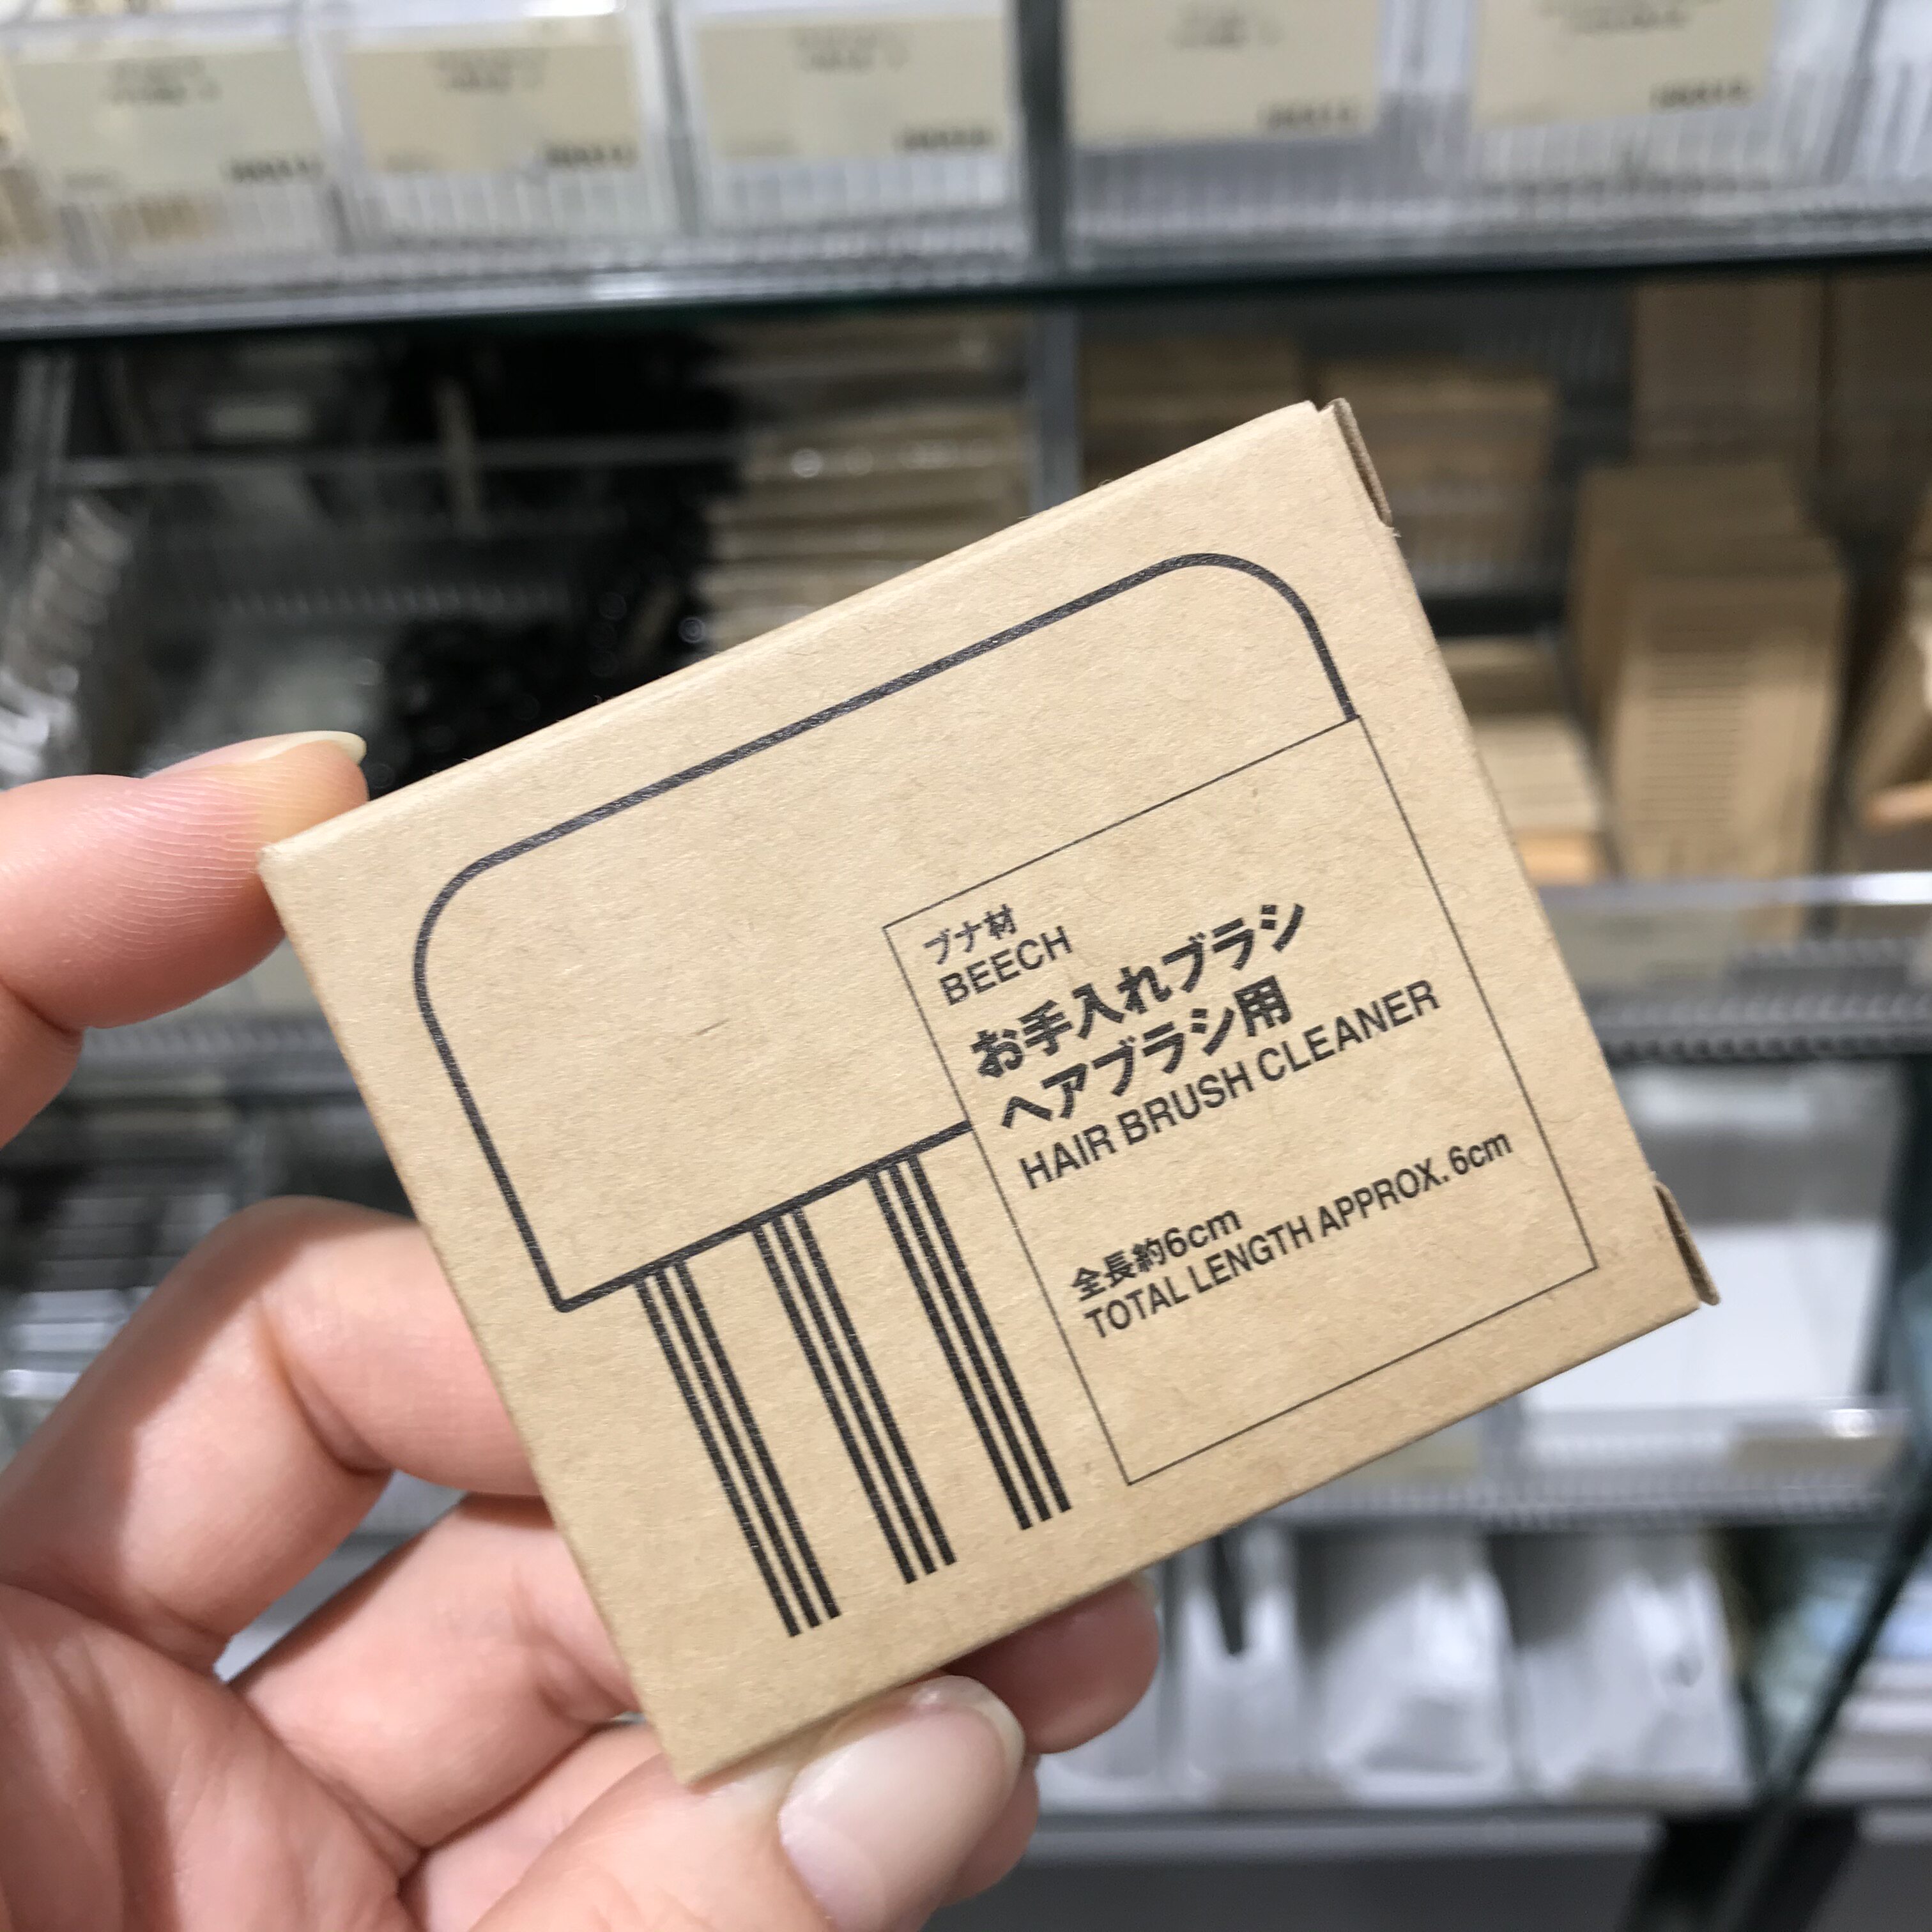 ブナ材
BEECH
お手入れブラシ
ヘアブラシ用
HAIR BRUSH CLEANER
全長約6cm
TOTAL LENGTH APPROX. 6cm